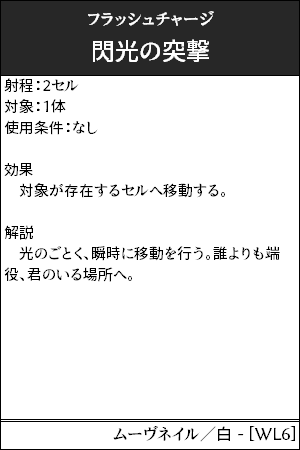 フラッシュチャージ
閃光の突撃
射程：2セル
対象：1体
使用条件：なし
効果
　対象が存在するセルへ移動する。
解説
　光のごとく、瞬時に移動を行う。誰よりも端
役、君のいる場所へ。
ムーヴネイル／白 - [WL6]